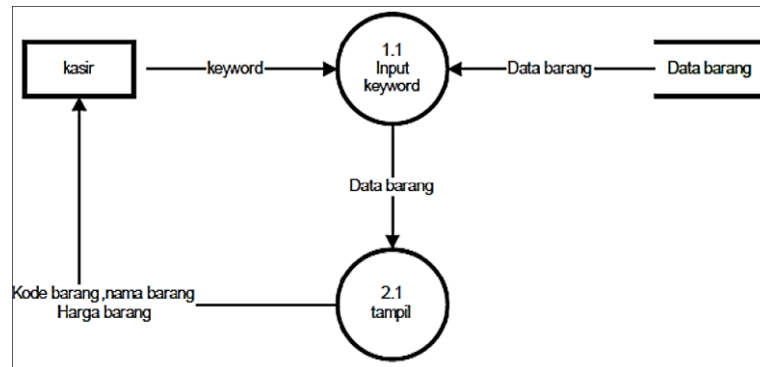 kasir
keyword
1.1
Input
keyword
Data barang
Data barang
Data barang
2.1
tampil
Kode barang ,nama barang
Harga barang